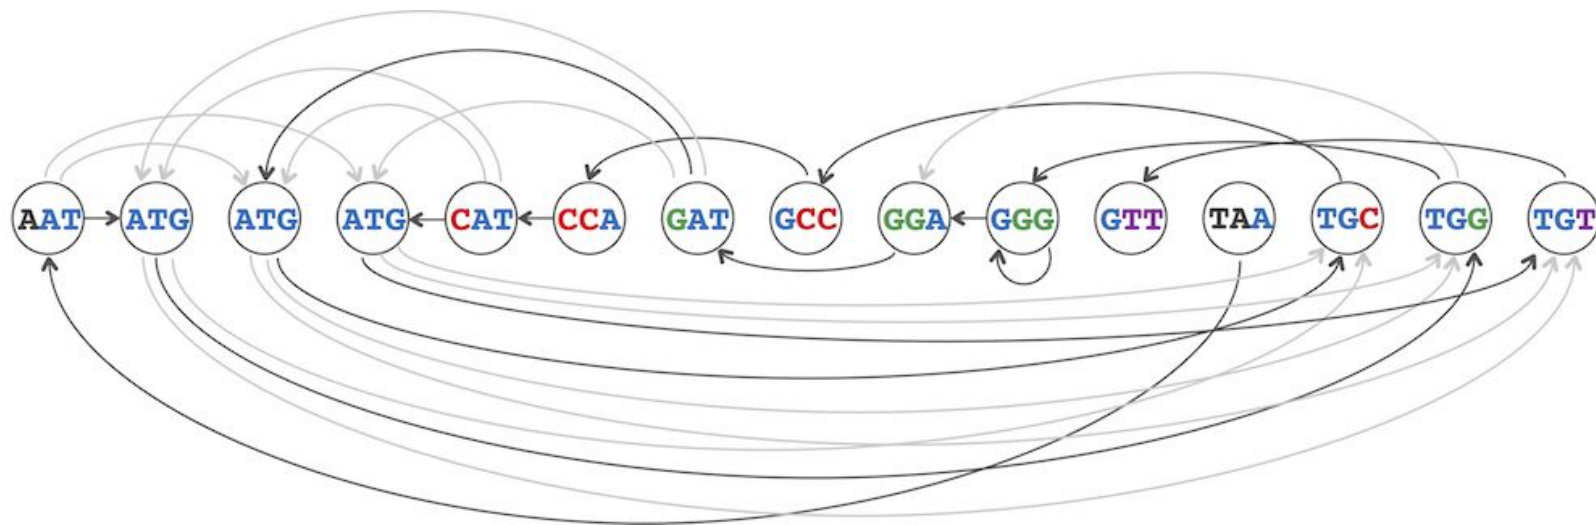 AAT ATG ATG ATG CAT CCA GAT GCC GGA GGG GTT TAA TGC TGG TGT